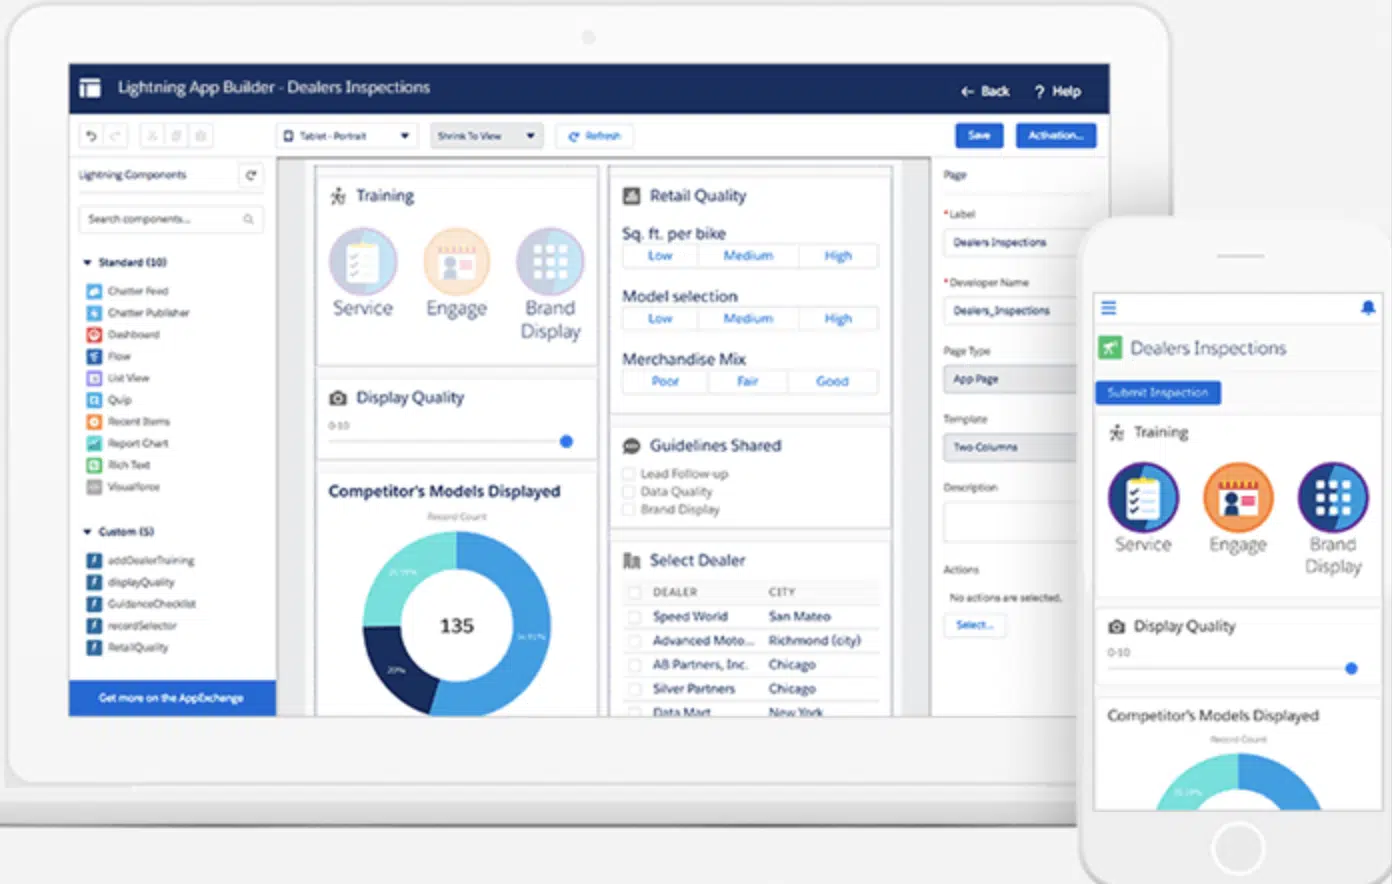 Lightning App Builder - Dealers Inspections
Back
Help
Tablet - Portrait
Shrink To View
Refresh
Save
Activation...
Lightning Components
Search components...
Standard (10)
Chatter Feed
Chatter Publisher
Dashboard
Flow
List View
Quip
Recent Items
Report Chart
Rich Text
Visualforce
Custom (5)
addDealerTraining
displayQuality
GuidanceChecklist
recordSelector
RetailQuality
Get more on the AppExchange
Training
Service
Engage
Brand
Display
Display Quality
0-10
Competitor's Models Displayed
Record Count
135
20%
Retail Quality
Sq. ft. per bike
Low Medium High
Model selection
Low Medium High
Merchandise Mix
Poor Fair Good
Guidelines Shared
Lead Follow-up
Data Quality
Brand Display
Select Dealer
DEALER CITY
Speed World San Mateo
Advanced Moto... Richmond (city)
AB Partners, Inc. Chicago
Silver Partners Chicago
Data Mart New York
Page
*Label
Dealers Inspections
*Developer Name
Dealers_Inspections
Page Type
App Page
Template
Two Columns
Description
Actions
No actions are selected.
Select...
Dealers Inspections
Submit Inspection
Training
Service
Engage
Brand
Display
Display Quality
0-10
Competitor's Models Displayed
Record Count